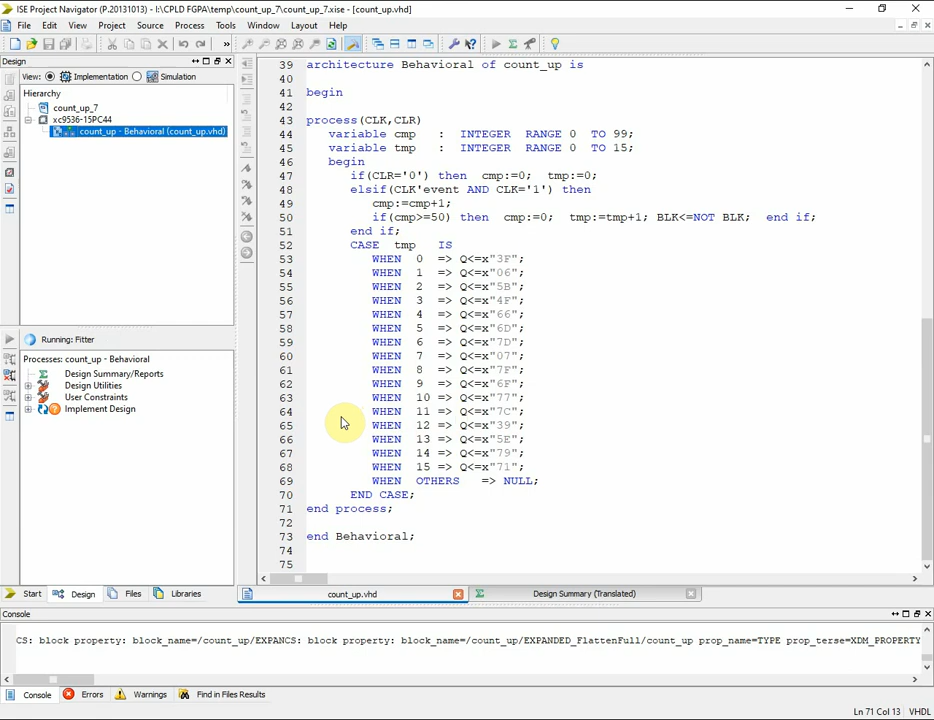 ISE Project Navigator (P.20131013) - I:\CPLD FGPA\temp\count_up_7\count_up_7.xise - [count_up.vhd]
File Edit View Project Source Process Tools Window Layout Help
Design
View: Implementation Simulation
Hierarchy
count_up_7
xc9536-15PC44
count_up - Behavioral (count_up.vhd)
Running: Fitter
Processes: count_up - Behavioral
Design Summary/Reports
Design Utilities
User Constraints
Implement Design
39 architecture Behavioral of count_up is
40
41 begin
42
43 process(CLK,CLR)
44 variable cmp : INTEGER RANGE 0 TO 99;
45 variable tmp : INTEGER RANGE 0 TO 15;
46 begin
47 if(CLR='0') then cmp:=0; tmp:=0;
48 elsif(CLK'event AND CLK='1') then
49 cmp:=cmp+1;
50 if(cmp>=50) then cmp:=0; tmp:=tmp+1; BLK<=NOT BLK; end if;
51 end if;
52 CASE tmp IS
53 WHEN 0 => Q<=x"3F";
54 WHEN 1 => Q<=x"06";
55 WHEN 2 => Q<=x"5B";
56 WHEN 3 => Q<=x"4F";
57 WHEN 4 => Q<=x"66";
58 WHEN 5 => Q<=x"6D";
59 WHEN 6 => Q<=x"7D";
60 WHEN 7 => Q<=x"07";
61 WHEN 8 => Q<=x"7F";
62 WHEN 9 => Q<=x"6F";
63 WHEN 10 => Q<=x"77";
64 WHEN 11 => Q<=x"7C";
65 WHEN 12 => Q<=x"39";
66 WHEN 13 => Q<=x"5E";
67 WHEN 14 => Q<=x"79";
68 WHEN 15 => Q<=x"71";
69 WHEN OTHERS => NULL;
70 END CASE;
71 end process;
72
73 end Behavioral;
74
75
Start Design Files Libraries
count_up.vhd Design Summary (Translated)
Console
CS: block property: block_name=/count_up/EXPANCS: block property: block_name=/count_up/EXPANDED_FlattenFull/count_up prop_name=TYPE prop_terse=XDM_PROPERTY
Console Errors Warnings Find in Files Results
Ln 71 Col 13 VHDL